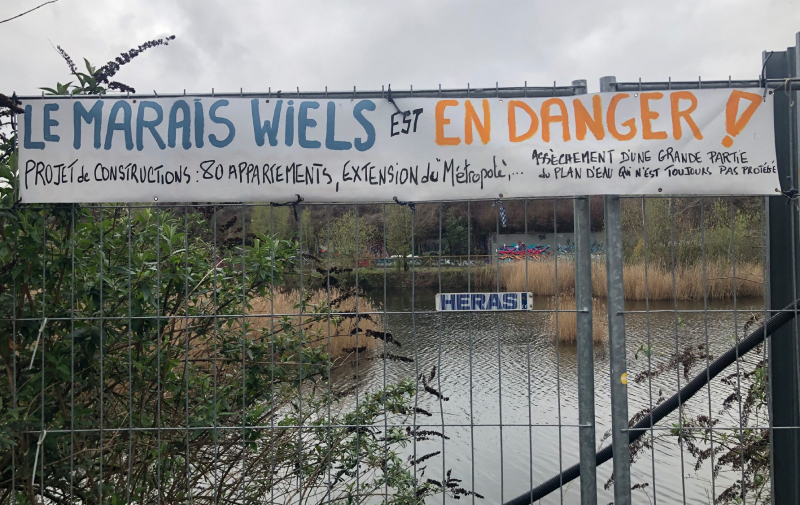 LE MARAIS WIELS EST EN DANGER!
PROJET de CONSTRUCTIONS : 80 APPARTEMENTS, EXTENSION du "Métropole",...
ASSÈCHEMENT D'UNE GRANDE PARTIE
du PLAN D'EAU QUI N'EST TOUJOURS PAS PROTÉGÉ
HERAS!